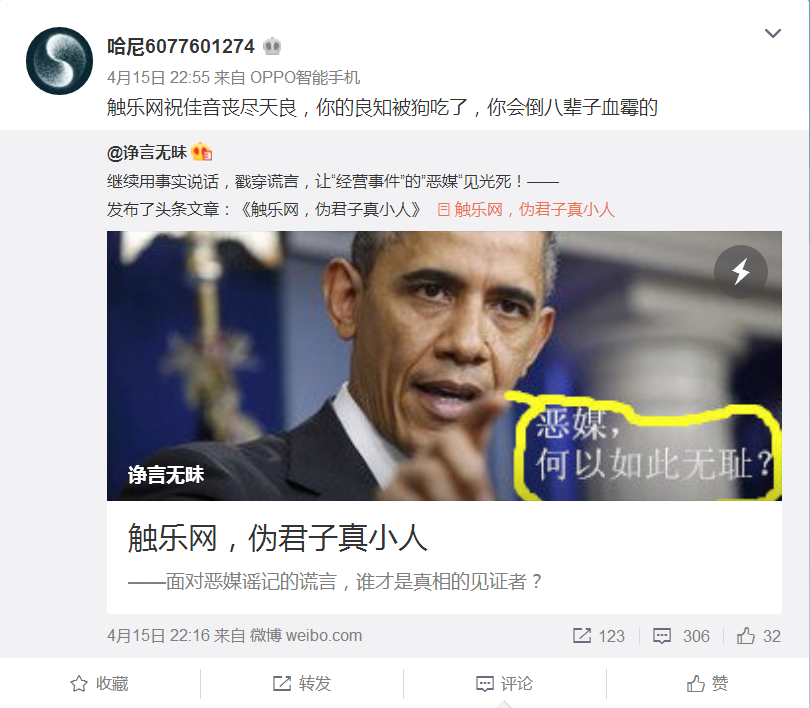 哈尼6077601274
4月15日 22:55 来自 OPPO智能手机
触乐网祝佳音丧尽天良，你的良知被狗吃了，你会倒八辈子血霉的
@诤言无昧
继续用事实说话，戳穿谎言，让“经营事件”的”恶媒“见光死！——
发布了头条文章：《触乐网，伪君子真小人》 触乐网，伪君子真小人
恶媒，
何以如此无耻？
诤言无昧
触乐网，伪君子真小人
——面对恶媒谣记的谎言，谁才是真相的见证者？
4月15日 22:16 来自 微博 weibo.com 123 306 32
收藏 转发 评论 赞